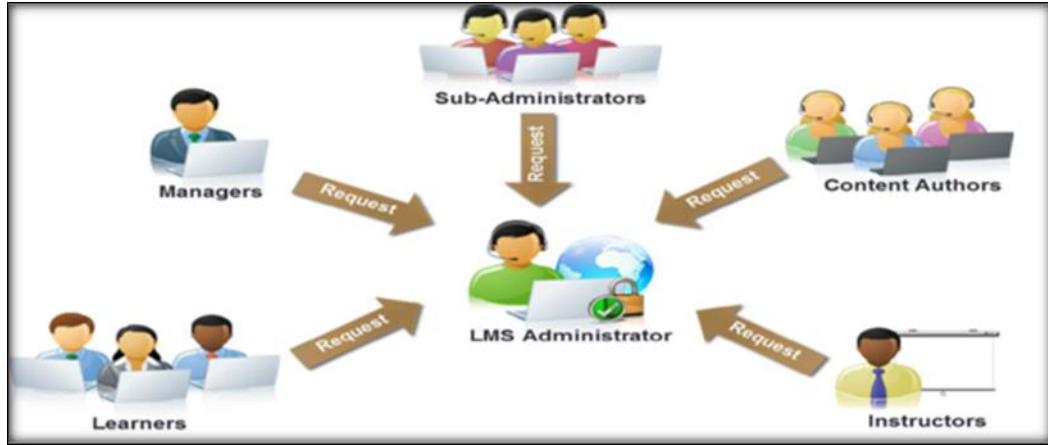 Sub-Administrators
Managers
Content Authors
Request
Request
Request
LMS Administrator
Request
Request
Learners
Instructors